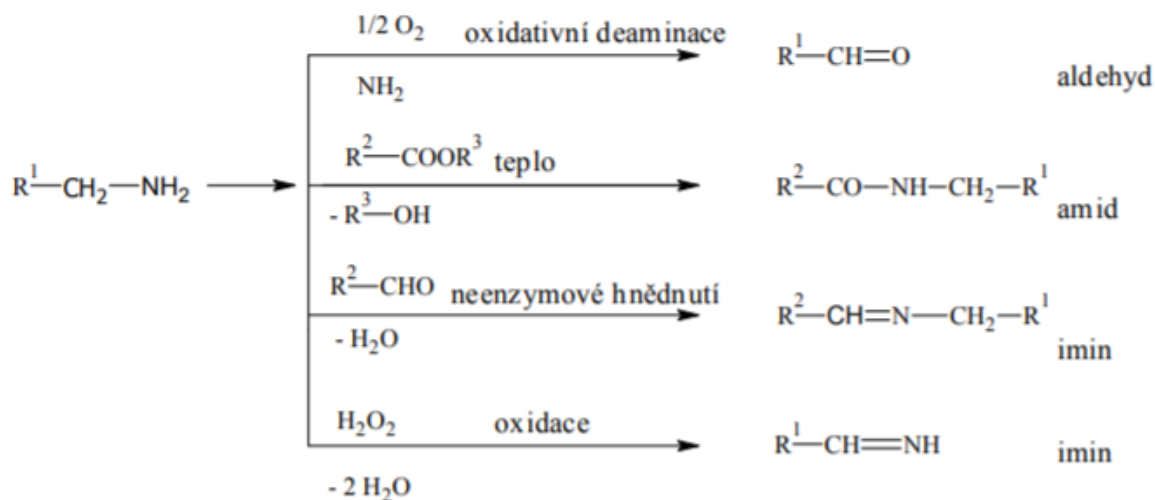 1/2 O₂ oxidativní deaminace
R¹—CH=O
aldehyd
NH₂
R²—COOR³ teplo
R¹—CH₂—NH₂
R²—CO—NH—CH₂—R¹
amid
- R³—OH
R²—CHO neenzymové hnědnutí
R²—CH=N—CH₂—R¹
imin
- H₂O
H₂O₂ oxidace
R¹—CH=NH
imin
- 2 H₂O